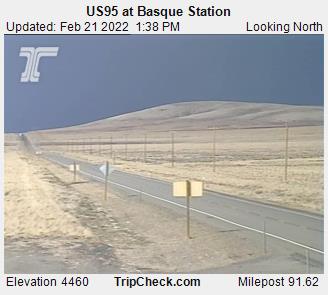 US95 at Basque Station
Updated: Feb 21 2022 1:38 PM Looking North
Elevation 4460 TripCheck.com Milepost 91.62